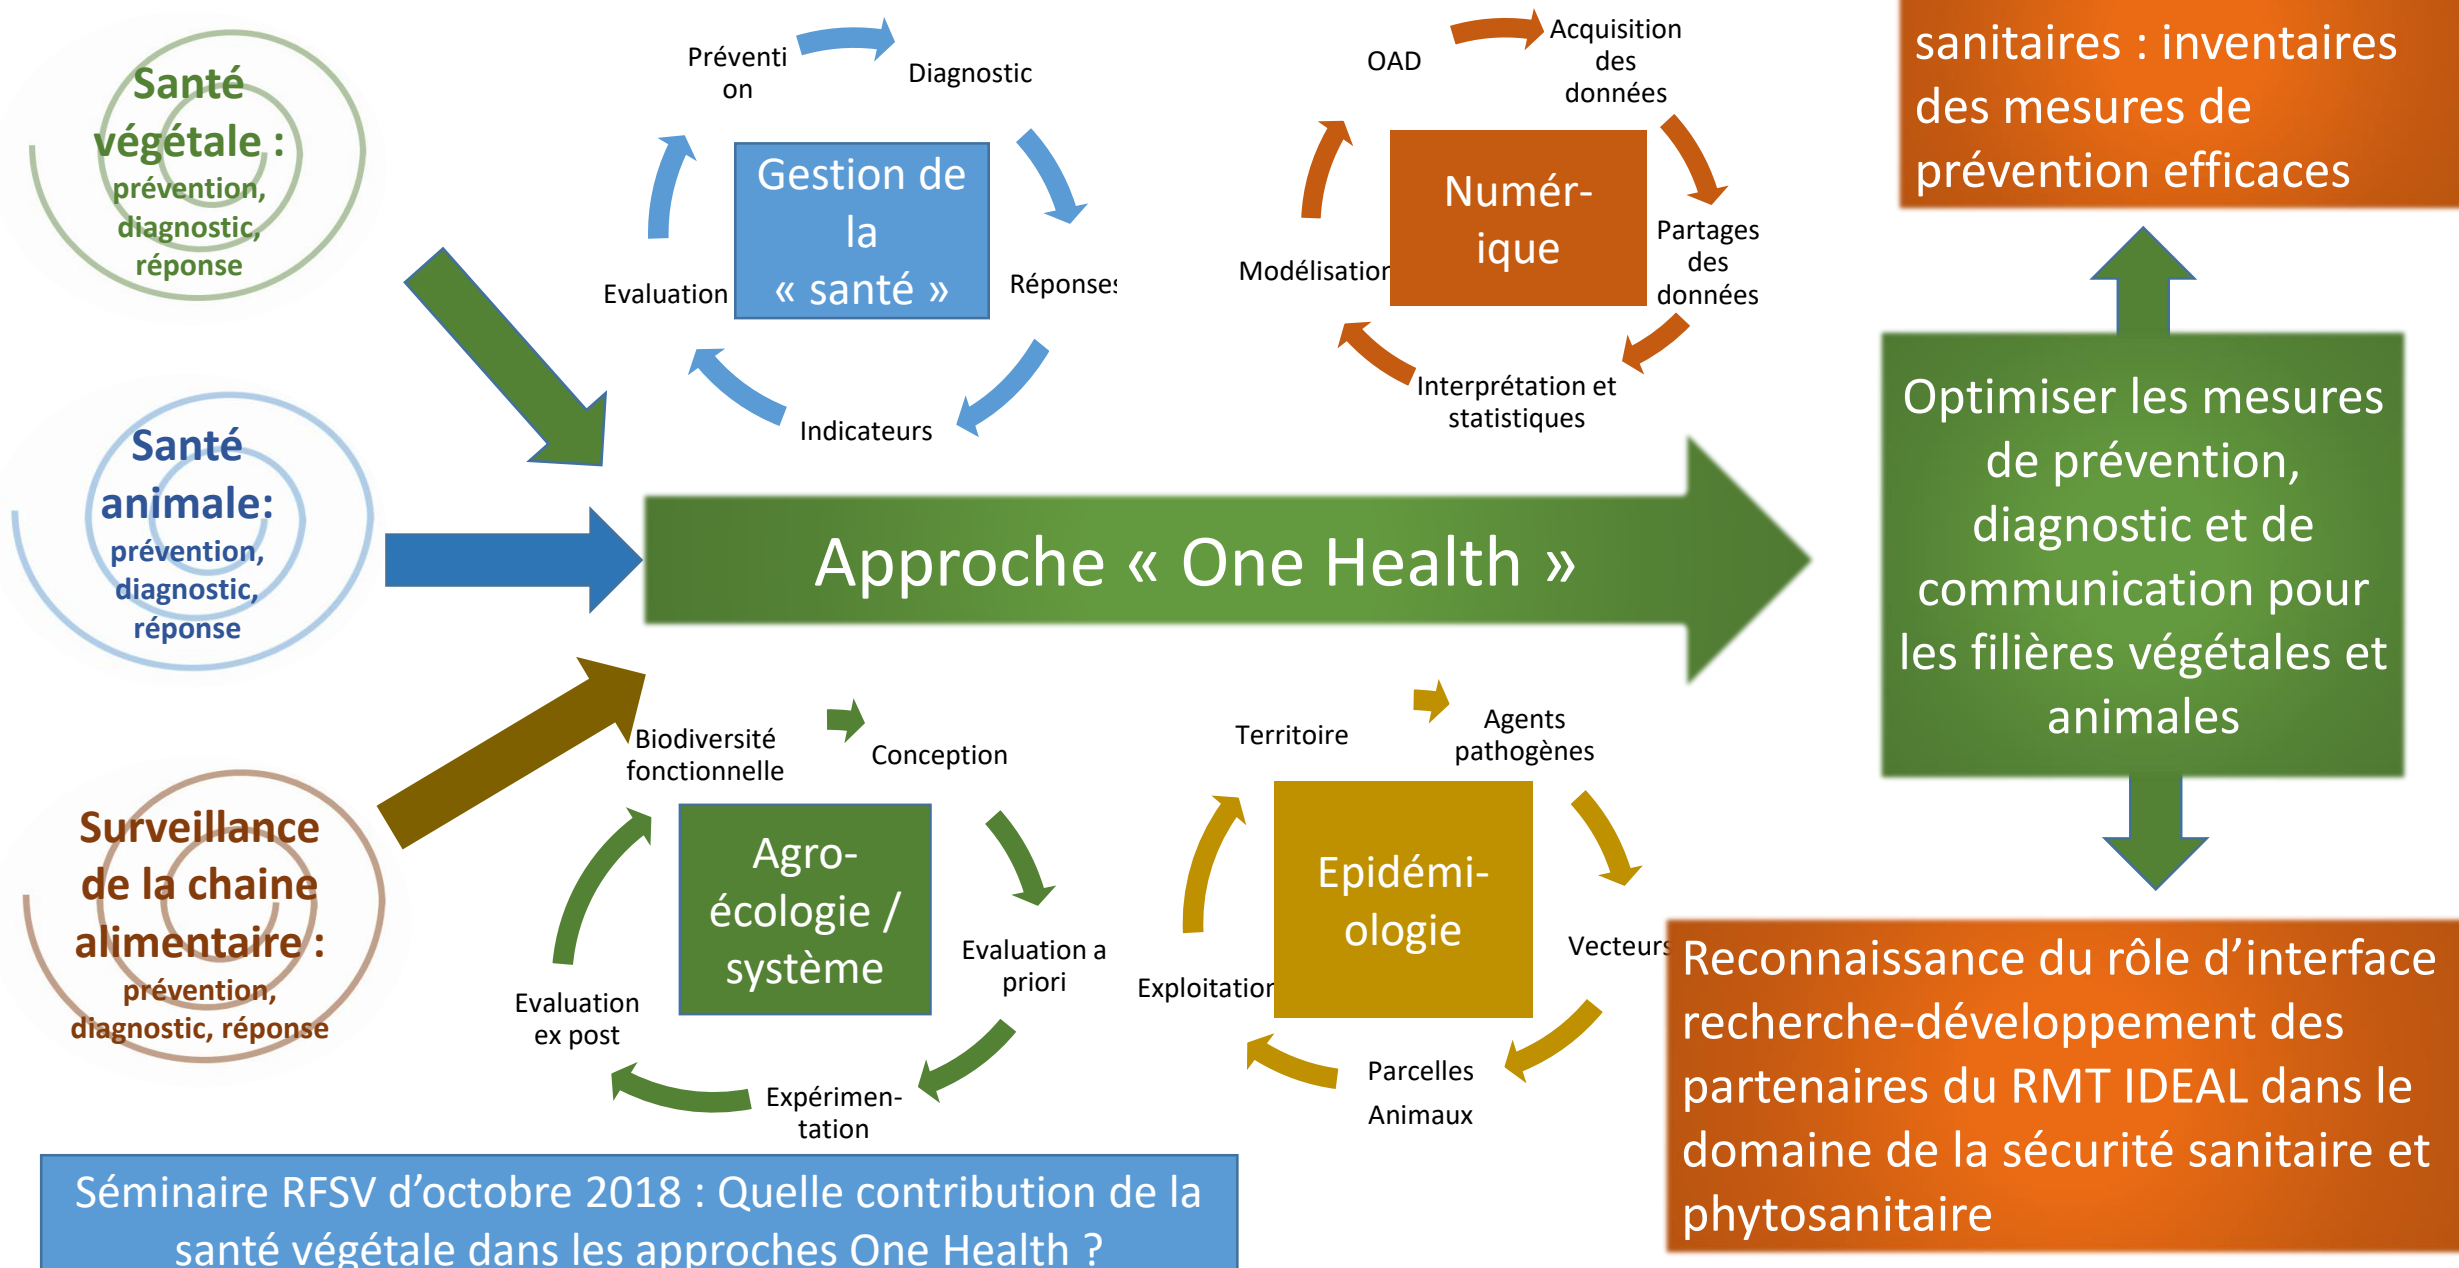 Santé
végétale :
prévention,
diagnostic,
réponse
Santé
animale:
prévention,
diagnostic,
réponse
Surveillance
de la chaine
alimentaire :
prévention,
diagnostic, réponse
Préventi
on
Diagnostic
Réponses
Indicateurs
Evaluation
Gestion de
la
« santé »
OAD
Acquisition
des
données
Partages
des
données
Interprétation et
statistiques
Modélisation
Numér-
ique
Approche « One Health »
Biodiversité
fonctionnelle
Conception
Evaluation a
priori
Expérimen-
tation
Evaluation
ex post
Agro-
écologie /
système
Territoire
Agents
pathogènes
Vecteurs
Parcelles
Animaux
Exploitation
Epidémi-
ologie
sanitaires : inventaires
des mesures de
prévention efficaces
Optimiser les mesures
de prévention,
diagnostic et de
communication pour
les filières végétales et
animales
Reconnaissance du rôle d’interface
recherche-développement des
partenaires du RMT IDEAL dans le
domaine de la sécurité sanitaire et
phytosanitaire
Séminaire RFSV d’octobre 2018 : Quelle contribution de la
santé végétale dans les approches One Health ?